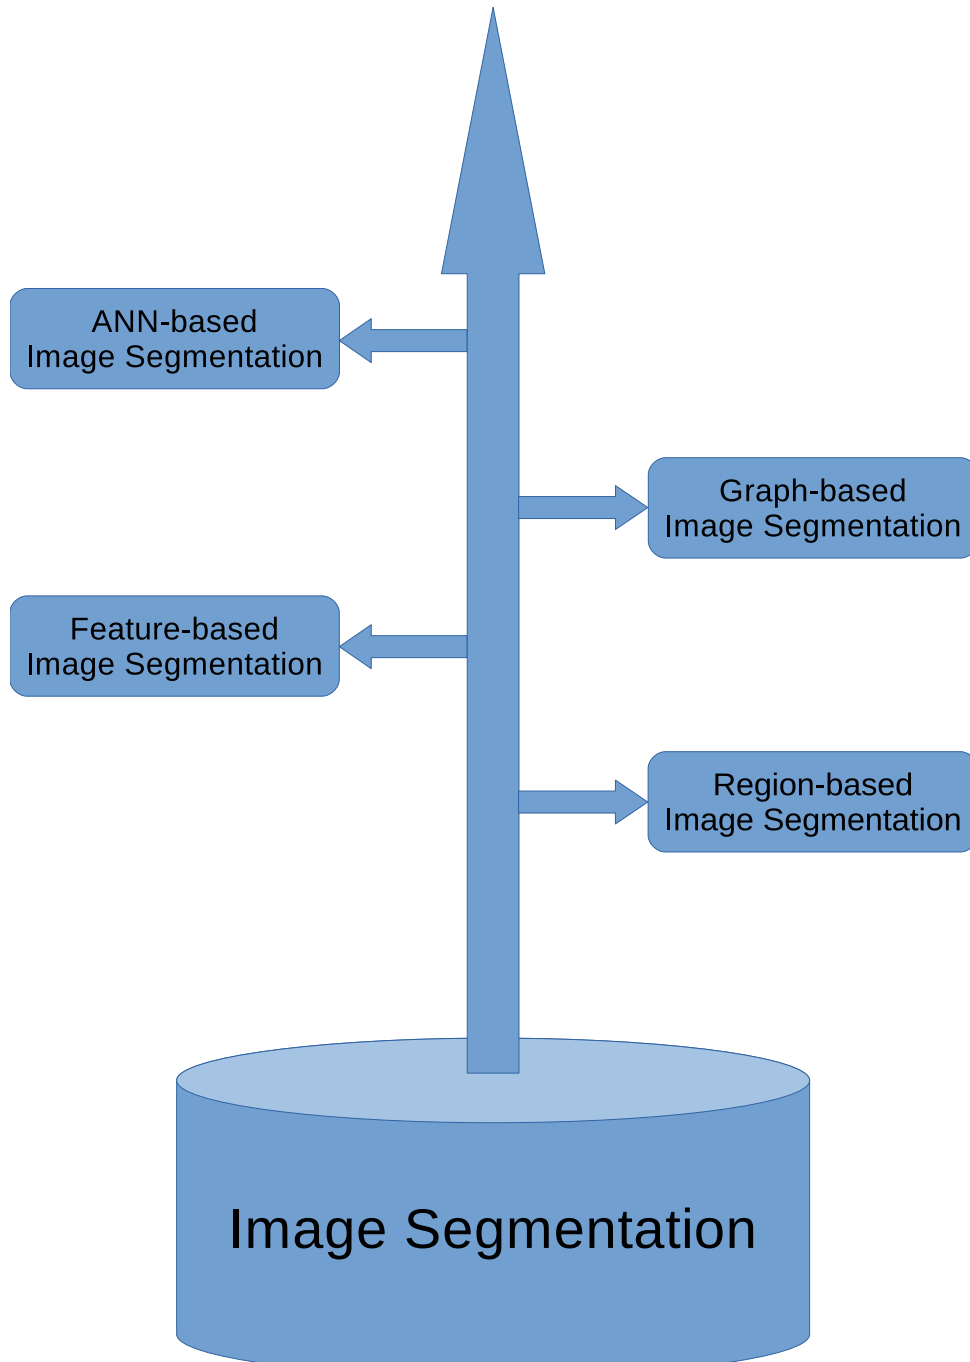 ANN-based
Image Segmentation
Graph-based
Image Segmentation
Feature-based
Image Segmentation
Region-based
Image Segmentation
Image Segmentation